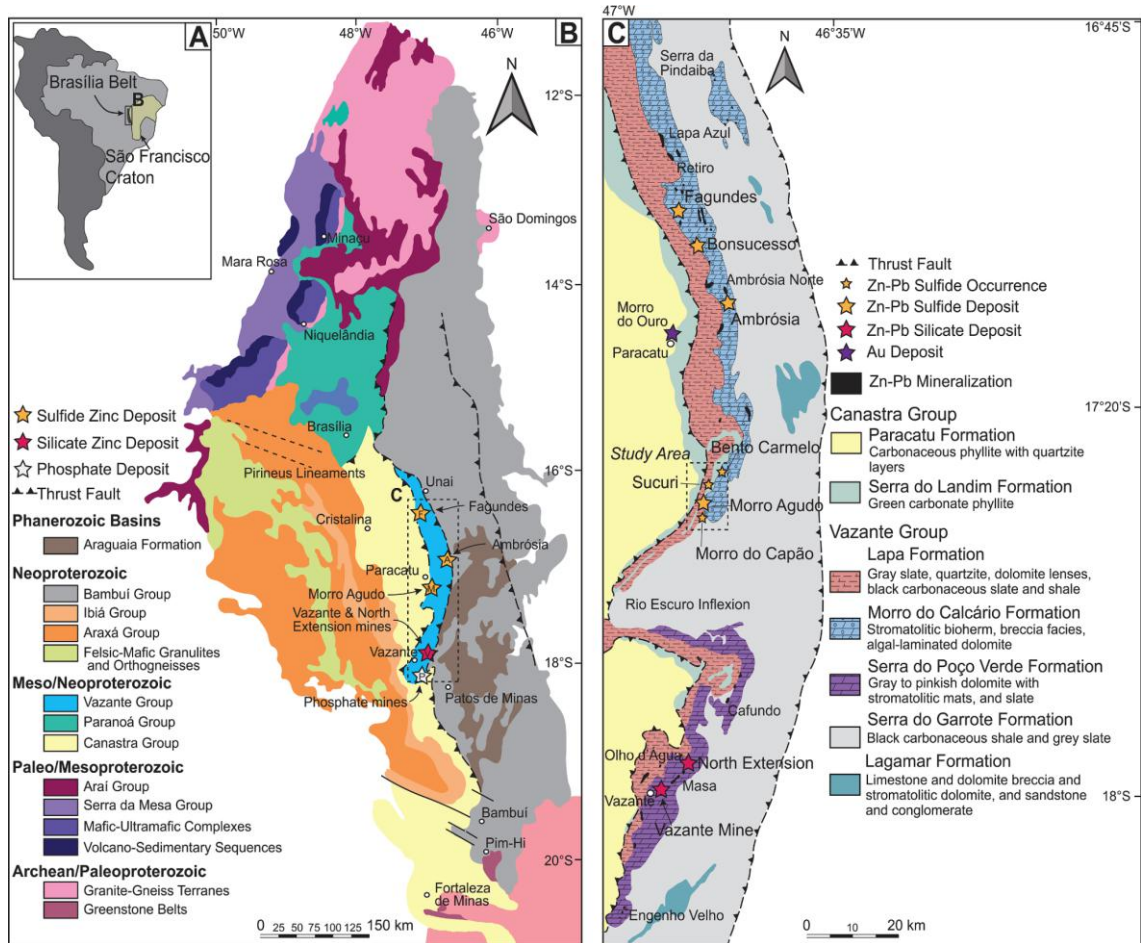 A
Brasília Belt
B
São Francisco
Craton
50°W
48°W
46°W
B
N
12°S
14°S
16°S
18°S
20°S
São Domingos
Minaçu
Mara Rosa
Niquelândia
Brasília
Pirineus Lineaments
Unai
C
Fagundes
Cristalina
Ambrósia
Paracatu
Morro Agudo
Vazante & North
Extension mines
Vazante
Phosphate mines
Patos de Minas
Bambuí
Pim-Hi
Fortaleza
de Minas
0 25 50 75 100 125 150 km
Sulfide Zinc Deposit
Silicate Zinc Deposit
Phosphate Deposit
Thrust Fault
Phanerozoic Basins
Araguaia Formation
Neoproterozoic
Bambuí Group
Ibiá Group
Araxá Group
Felsic-Mafic Granulites
and Orthogneisses
Meso/Neoproterozoic
Vazante Group
Paranoá Group
Canastra Group
Paleo/Mesoproterozoic
Araí Group
Serra da Mesa Group
Mafic-Ultramafic Complexes
Volcano-Sedimentary Sequences
Archean/Paleoproterozoic
Granite-Gneiss Terranes
Greenstone Belts
C
47°W
46°35'W
16°45'S
17°20'S
18°S
N
Serra da
Pindaiba
Lapa Azul
Retiro
Fagundes
Bonsucesso
Ambrósia Norte
Ambrósia
Morro
do Ouro
Paracatu
Bento Carmelo
Study Area
Sucuri
Morro Agudo
Morro do Capão
Rio Escuro Inflexion
Cafundo
Olho d'Agua
North Extension
Masa
Vazante
Vazante Mine
Engenho Velho
0 10 20 km
Thrust Fault
Zn-Pb Sulfide Occurrence
Zn-Pb Sulfide Deposit
Zn-Pb Silicate Deposit
Au Deposit
Zn-Pb Mineralization
Canastra Group
Paracatu Formation
Carbonaceous phyllite with quartzite
layers
Serra do Landim Formation
Green carbonate phyllite
Vazante Group
Lapa Formation
Gray slate, quartzite, dolomite lenses,
black carbonaceous slate and shale
Morro do Calcário Formation
Stromatolitic bioherm, breccia facies,
algal-laminated dolomite
Serra do Poço Verde Formation
Gray to pinkish dolomite with
stromatolitic mats, and slate
Serra do Garrote Formation
Black carbonaceous shale and grey slate
Lagamar Formation
Limestone and dolomite breccia and
stromatolitic dolomite, and sandstone
and conglomerate